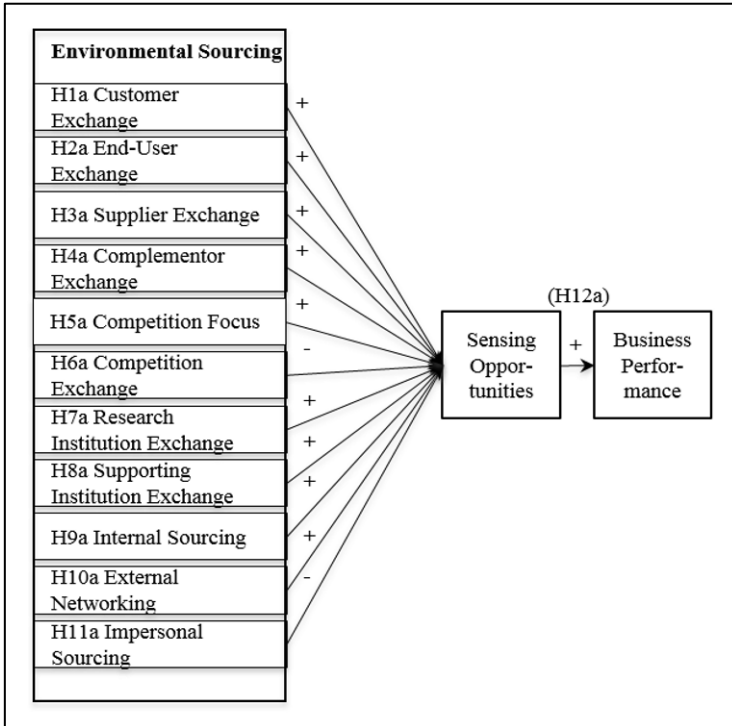 Environmental Sourcing
H1a Customer
Exchange
+
H2a End-User
Exchange
+
H3a Supplier Exchange
+
H4a Complementor
Exchange
+
H5a Competition Focus
+
H6a Competition
Exchange
-
H7a Research
Institution Exchange
+
H8a Supporting
Institution Exchange
+
H9a Internal Sourcing
+
H10a External
Networking
+
H11a Impersonal
Sourcing
-
Sensing
Oppor-
tunities
(H12a)
+
Business
Perfor-
mance